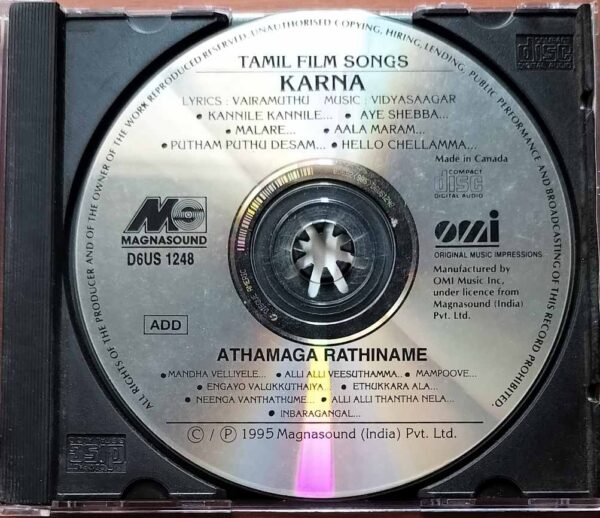 ALL RIGHTS OF THE PRODUCER AND OF THE OWNER OF THE WORK REPRODUCED RESERVED. UNAUTHORISED COPYING, HIRING, LENDING, PUBLIC PERFORMANCE AND BROADCASTING OF THIS RECORD PROHIBITED.
COMPACT
disc
DIGITAL AUDIO
TAMIL FILM SONGS
KARNA
LYRICS : VAIRAMUTHU MUSIC : VIDYASAAGAR
• KANNILE KANNILE... • AYE SHEBBA...
• MALARE... • AALA MARAM...
• PUTHAM PUTHU DESAM... • HELLO CHELLAMMA...
Made in Canada
COMPACT
disc
DIGITAL AUDIO
MAGNASOUND
D6US 1248
omi
ORIGINAL MUSIC IMPRESSIONS
Manufactured by
OMI Music Inc,
under licence from
Magnasound (India)
Pvt. Ltd.
ADD
ATHAMAGA RATHINAME
• MANDHA VELLIYELE... • ALLI ALLI VEESUTHAMMA.. • MAMPOOVE...
• ENGAYO VALUKKUTHAIYA... • ETHUKKARA ALA...
• NEENGA VANTHATHUME... • ALLI ALLI THANTHA NELA...
• INBARAGANGAL...
© / ℗ 1995 Magnasound (India) Pvt. Ltd.